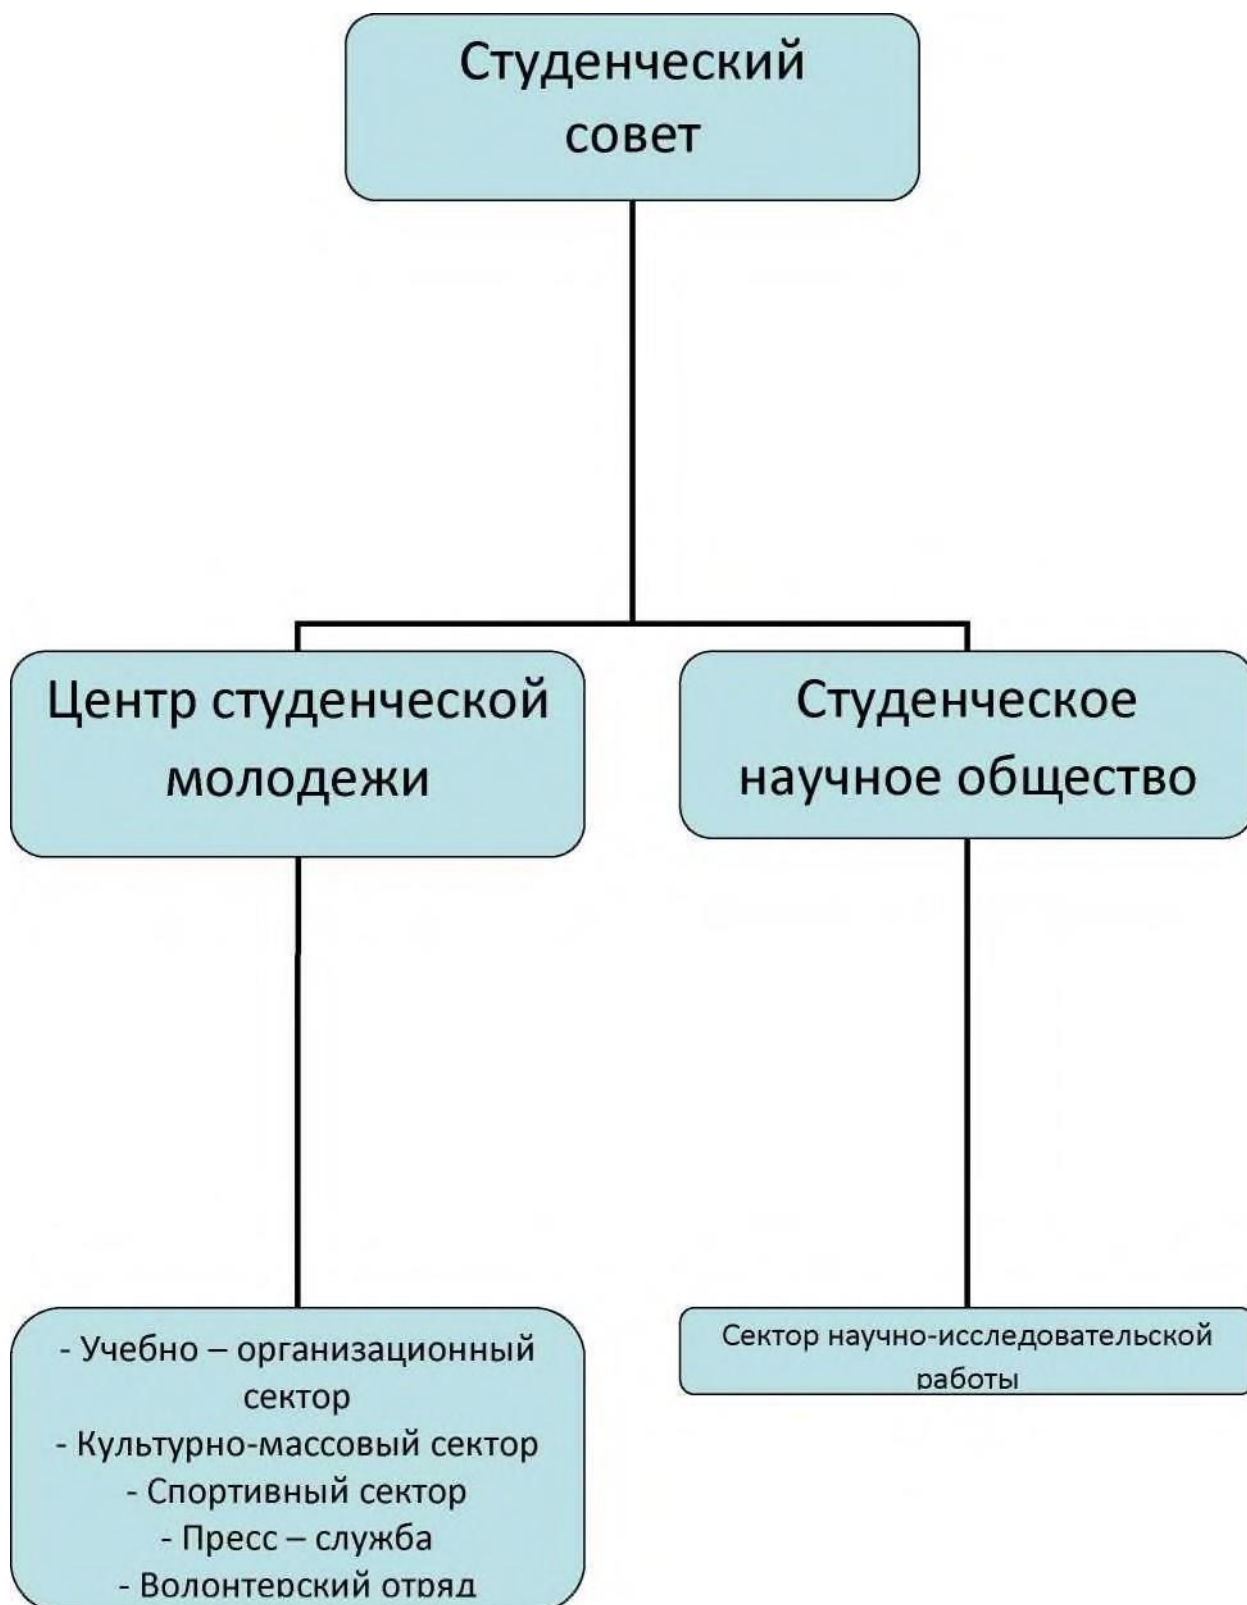 Студенческий
совет
Центр студенческой
молодежи
Студенческое
научное общество
- Учебно – организационный
сектор
- Культурно-массовый сектор
- Спортивный сектор
- Пресс – служба
- Волонтерский отряд
Сектор научно-исследовательской
работы